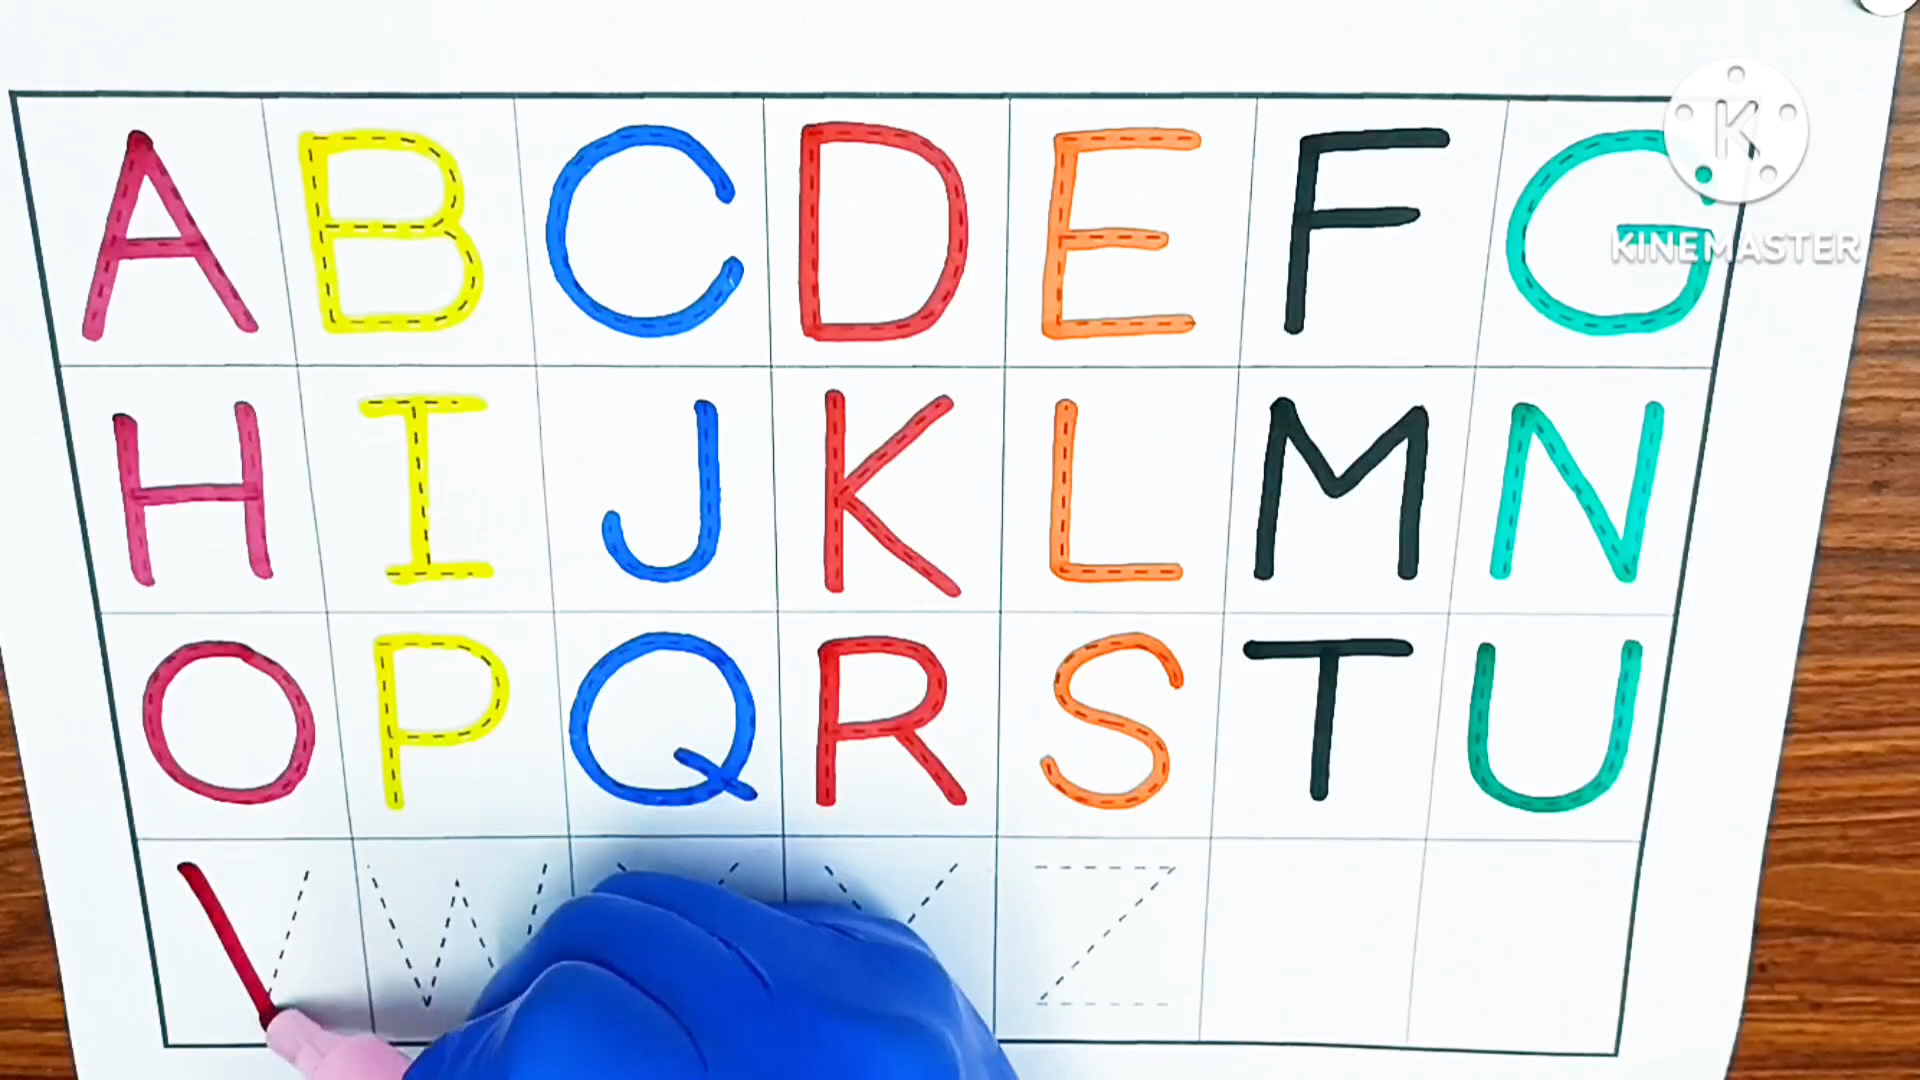 A B C D E F G
K
KINEMASTER
H I J K L M N
O P Q R S T U
V W X Y Z